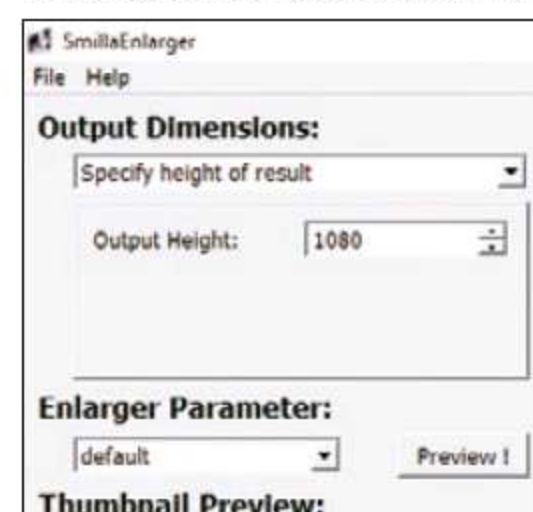 SmillaEnlarger
File Help
Output Dimensions:
Specify height of result
Output Height: 1080
Enlarger Parameter:
default Preview !
Thumbnail Preview: